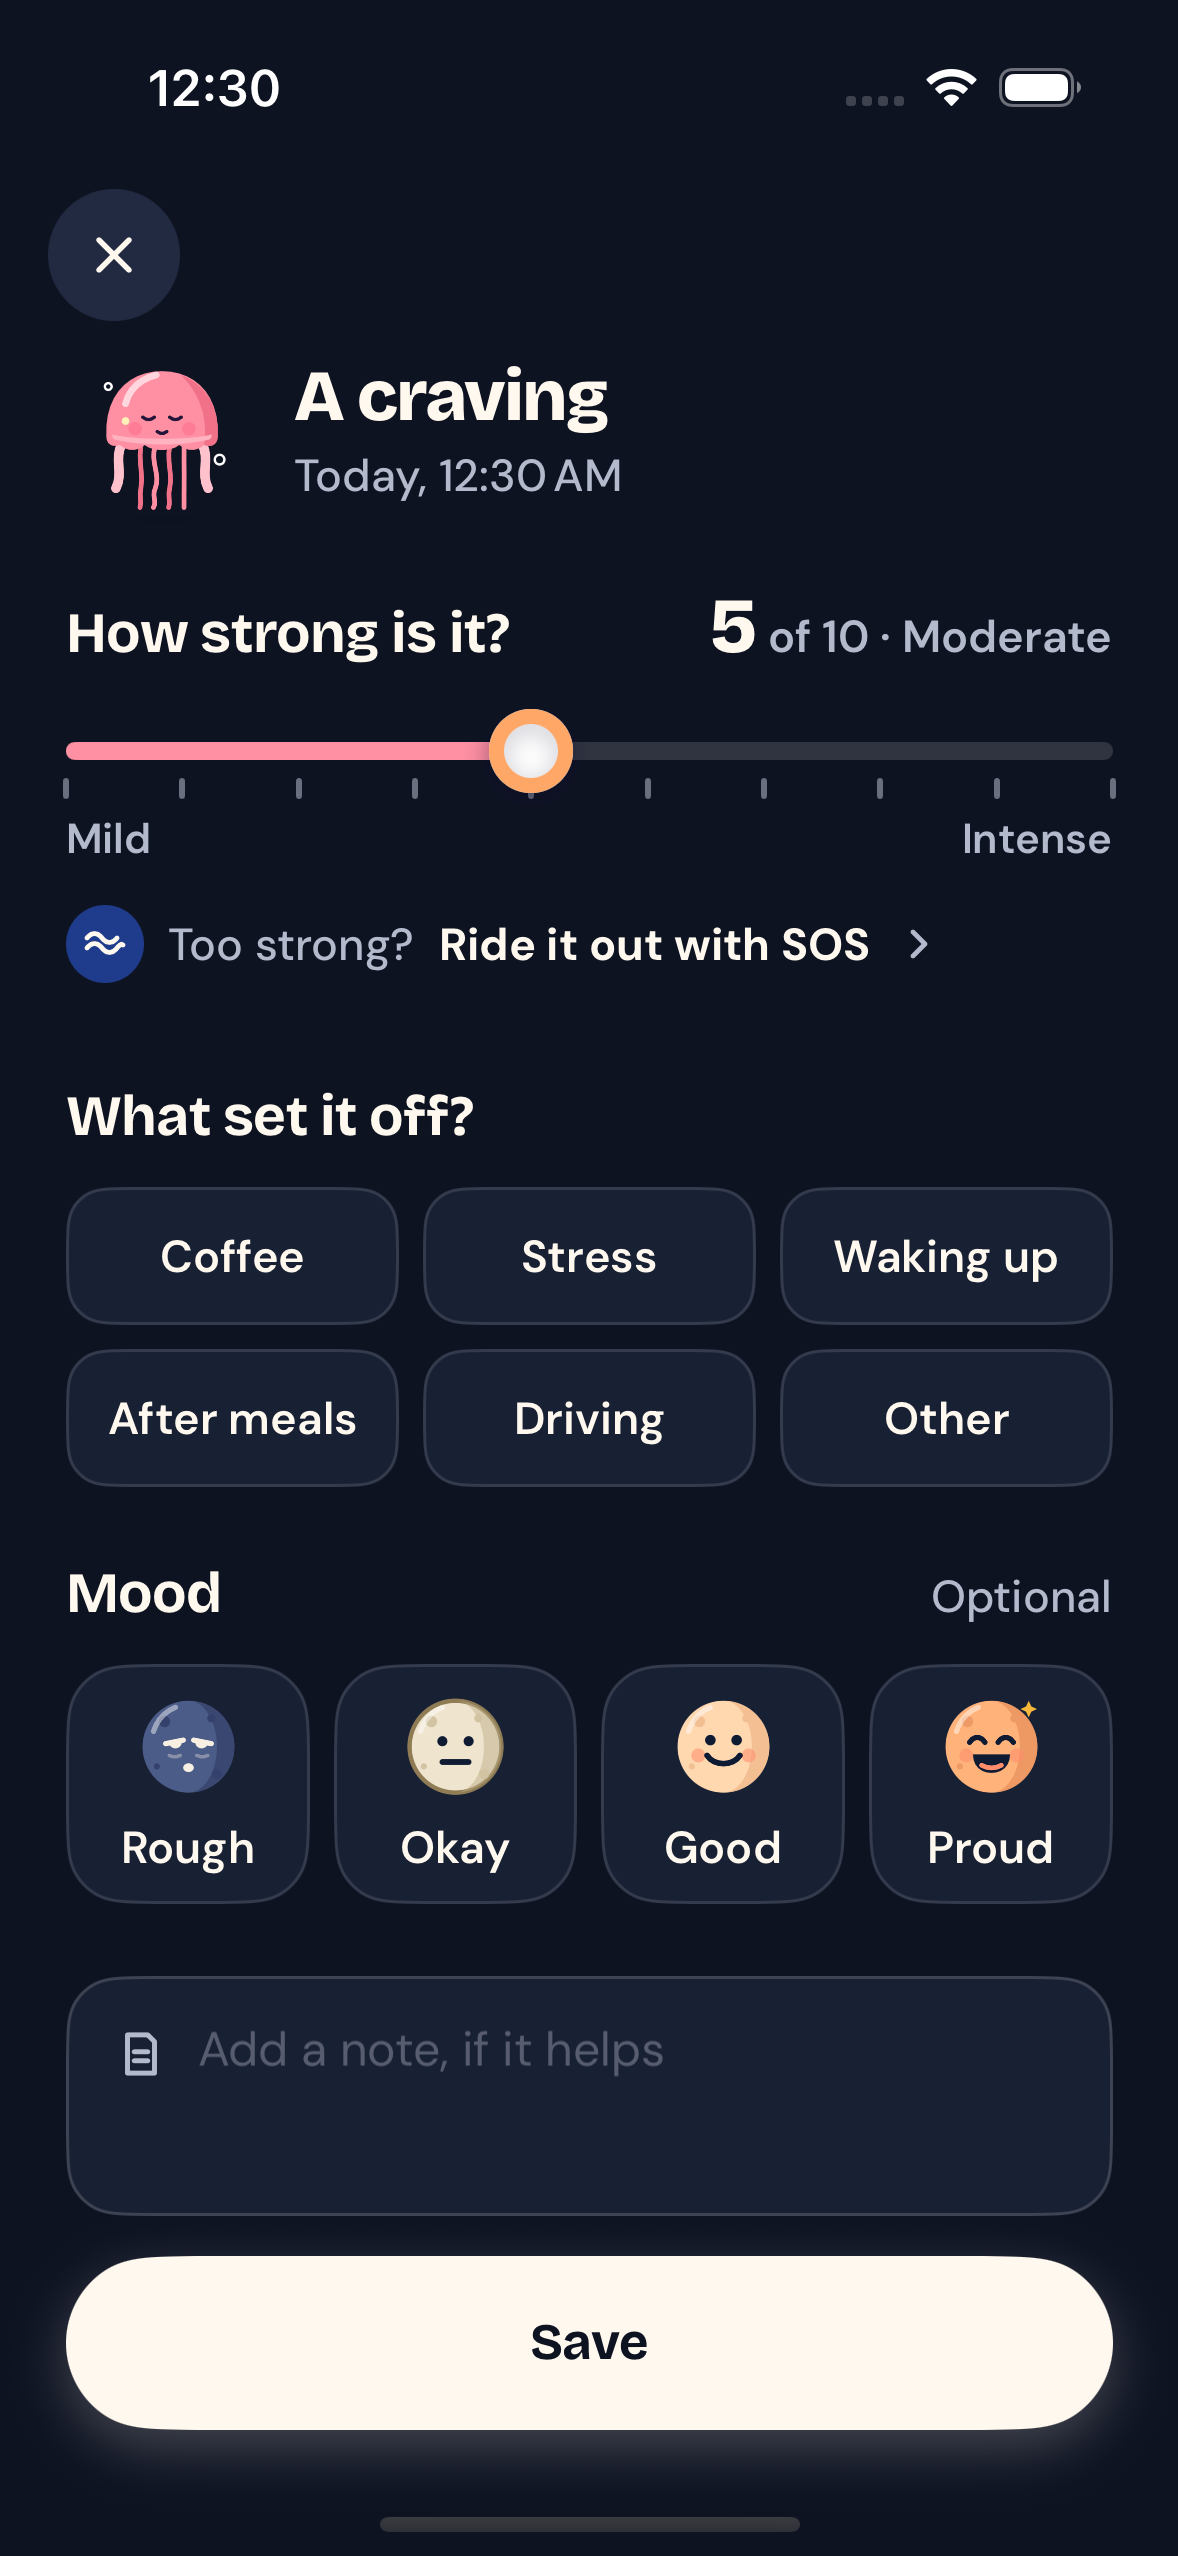 12:30
A craving
Today, 12:30 AM
How strong is it?
5 of 10 · Moderate
Mild
Intense
Too strong? Ride it out with SOS
What set it off?
Coffee
Stress
Waking up
After meals
Driving
Other
Mood
Optional
Rough
Okay
Good
Proud
Add a note, if it helps
Save